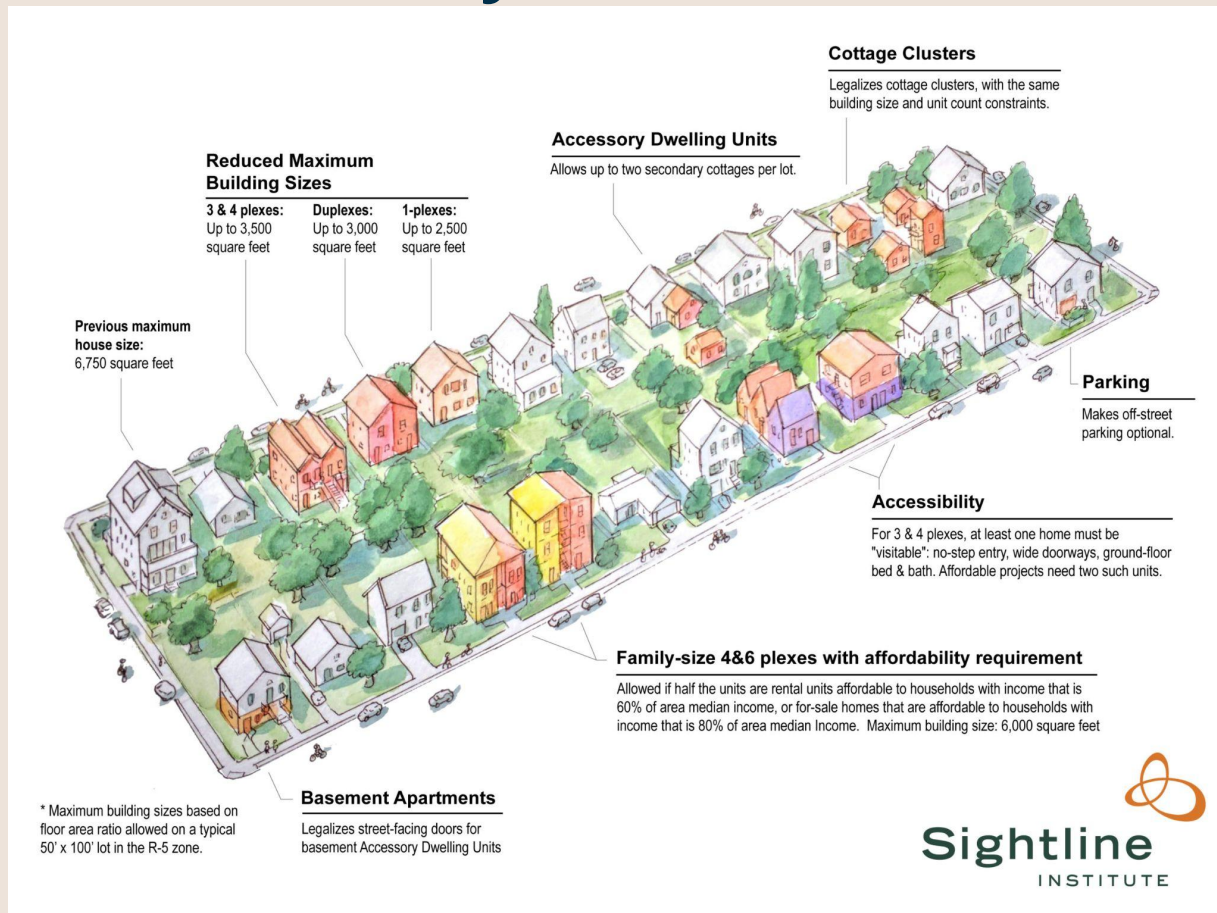 Cottage Clusters
Legalizes cottage clusters, with the same
building size and unit count constraints.
Accessory Dwelling Units
Allows up to two secondary cottages per lot.
Reduced Maximum
Building Sizes
3 & 4 plexes:
Up to 3,500
square feet
Duplexes:
Up to 3,000
square feet
1-plexes:
Up to 2,500
square feet
Previous maximum
house size:
6,750 square feet
Parking
Makes off-street
parking optional.
Accessibility
For 3 & 4 plexes, at least one home must be
"visitable": no-step entry, wide doorways, ground-floor
bed & bath. Affordable projects need two such units.
Family-size 4&6 plexes with affordability requirement
Allowed if half the units are rental units affordable to households with income that is
60% of area median income, or for-sale homes that are affordable to households with
income that is 80% of area median Income. Maximum building size: 6,000 square feet
Basement Apartments
Legalizes street-facing doors for
basement Accessory Dwelling Units
* Maximum building sizes based on
floor area ratio allowed on a typical
50' x 100' lot in the R-5 zone.
Sightline
INSTITUTE